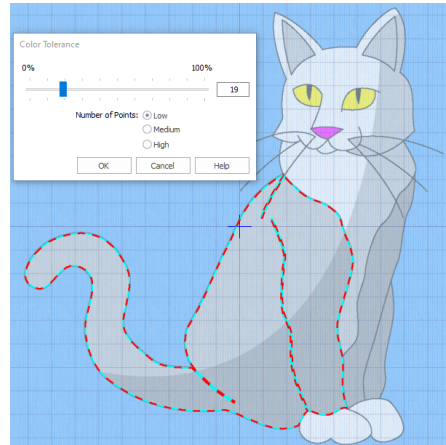 Color Tolerance
0% 100%
19
Number of Points: Low
Medium
High
OK Cancel Help